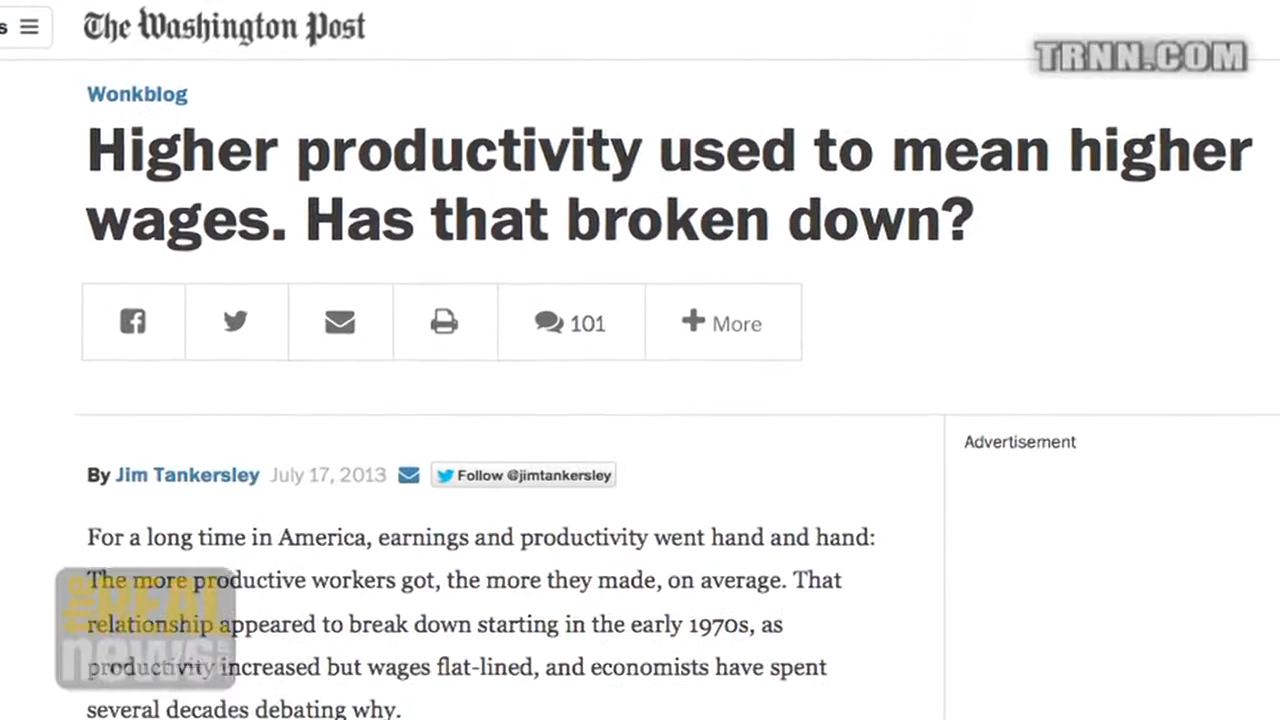 s
The Washington Post
TRNN.COM
Wonkblog
Higher productivity used to mean higher
wages. Has that broken down?
101
More
By Jim Tankersley July 17, 2013 Follow @jimtankersley
Advertisement
For a long time in America, earnings and productivity went hand and hand:
The more productive workers got, the more they made, on average. That
relationship appeared to break down starting in the early 1970s, as
productivity increased but wages flat-lined, and economists have spent
several decades debating why.
the REAL
news.com